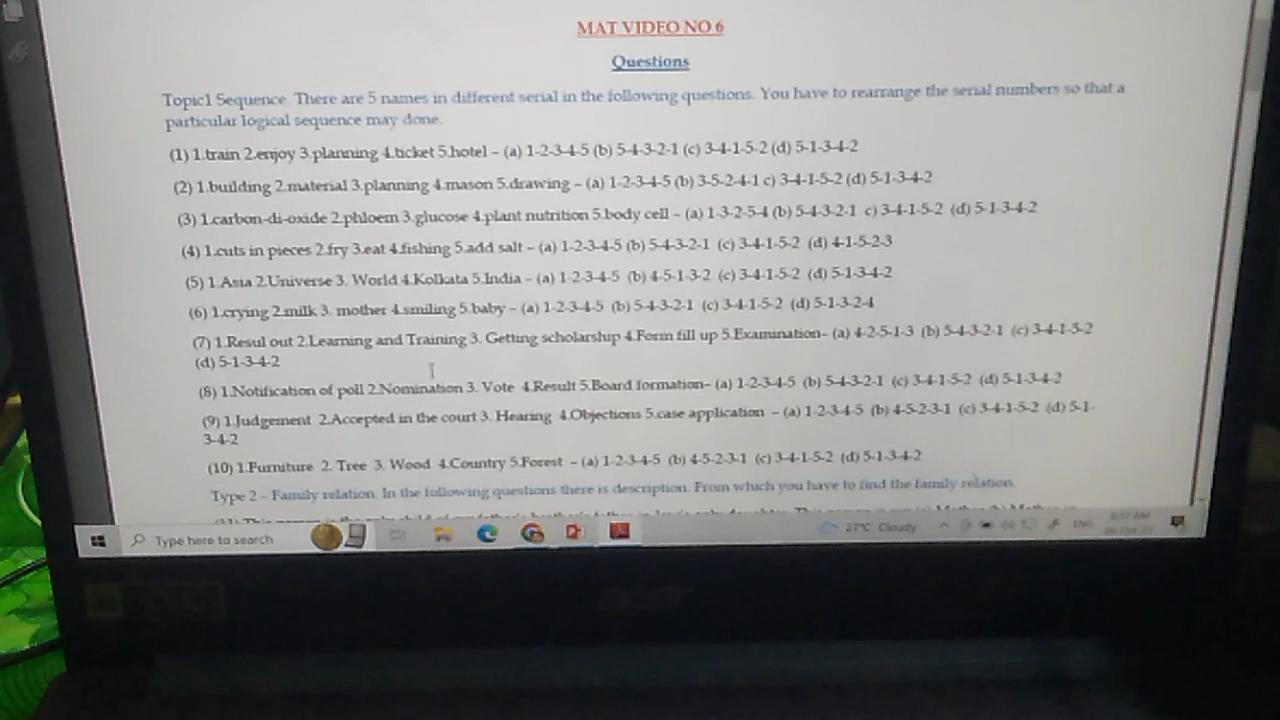 MAT VIDEO NO 6
Questions
Topic1 Sequence. There are 5 names in different serial in the following questions. You have to rearrange the serial numbers so that a
particular logical sequence may done.
(1) 1.train 2.enjoy 3.planning 4.ticket 5.hotel – (a) 1-2-3-4-5 (b) 5-4-3-2-1 (c) 3-4-1-5-2 (d) 5-1-3-4-2
(2) 1.building 2.material 3.planning 4.mason 5.drawing – (a) 1-2-3-4-5 (b) 3-5-2-4-1 c) 3-4-1-5-2 (d) 5-1-3-4-2
(3) 1.carbon-di-oxide 2.phloem 3.glucose 4.plant nutrition 5.body cell – (a) 1-3-2-5-4 (b) 5-4-3-2-1 c) 3-4-1-5-2 (d) 5-1-3-4-2
(4) 1.cuts in pieces 2.fry 3.eat 4.fishing 5.add salt – (a) 1-2-3-4-5 (b) 5-4-3-2-1 (c) 3-4-1-5-2 (d) 4-1-5-2-3
(5) 1.Asia 2.Universe 3. World 4.Kolkata 5.India – (a) 1-2-3-4-5 (b) 4-5-1-3-2 (c) 3-4-1-5-2 (d) 5-1-3-4-2
(6) 1.crying 2.milk 3. mother 4.smiling 5.baby – (a) 1-2-3-4-5 (b) 5-4-3-2-1 (c) 3-4-1-5-2 (d) 5-1-3-2-4
(7) 1.Resul out 2.Learning and Training 3. Getting scholarship 4.Form fill up 5.Examination– (a) 4-2-5-1-3 (b) 5-4-3-2-1 (c) 3-4-1-5-2
(d) 5-1-3-4-2
(8) 1.Notification of poll 2.Nomination 3. Vote 4.Result 5.Board formation– (a) 1-2-3-4-5 (b) 5-4-3-2-1 (c) 3-4-1-5-2 (d) 5-1-3-4-2
(9) 1.Judgement 2.Accepted in the court 3. Hearing 4.Objections 5.case application – (a) 1-2-3-4-5 (b) 4-5-2-3-1 (c) 3-4-1-5-2 (d) 5-1-
3-4-2
(10) 1.Furniture 2. Tree 3. Wood 4.Country 5.Forest – (a) 1-2-3-4-5 (b) 4-5-2-3-1 (c) 3-4-1-5-2 (d) 5-1-3-4-2
Type 2 – Family relation. In the following questions there is description. From which you have to find the family relation.
Type here to search
27°C Cloudy
ENG